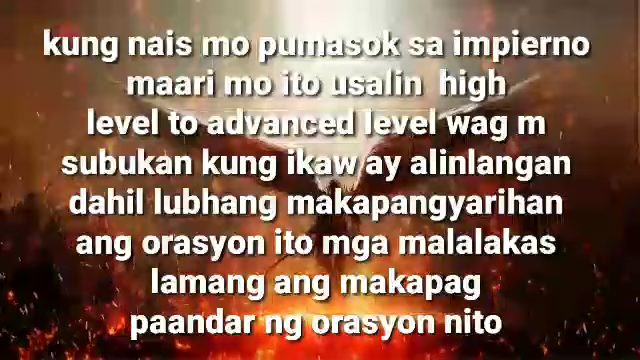 kung nais mo pumasok sa impierno
maari mo ito usalin high
level to advanced level wag m
subukan kung ikaw ay alinlangan
dahil lubhang makapangyarihan
ang orasyon ito mga malalakas
lamang ang makapag
paandar ng orasyon nito